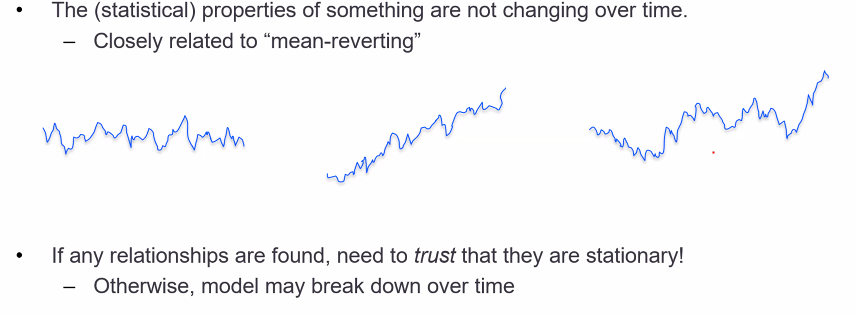 • The (statistical) properties of something are not changing over time.
– Closely related to “mean-reverting”
• If any relationships are found, need to trust that they are stationary!
– Otherwise, model may break down over time